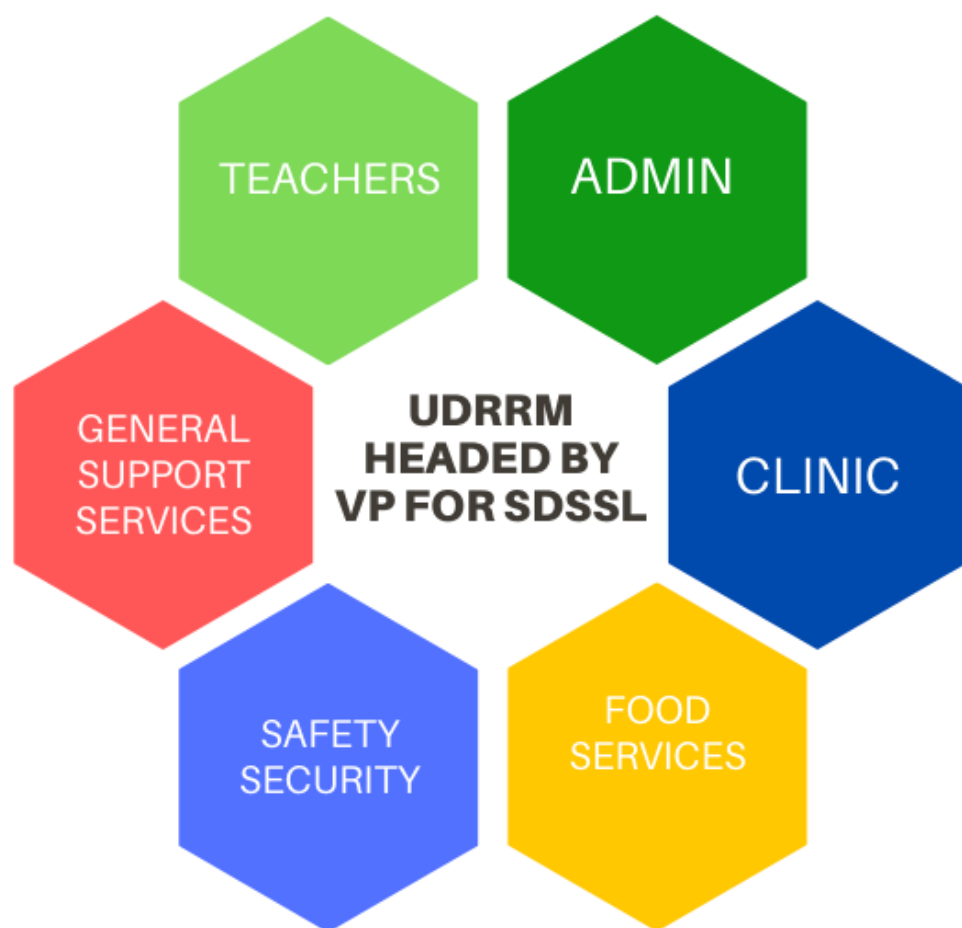 TEACHERS
ADMIN
GENERAL
SUPPORT
SERVICES
UDRRM
HEADED BY
VP FOR SDSSL
CLINIC
SAFETY
SECURITY
FOOD
SERVICES